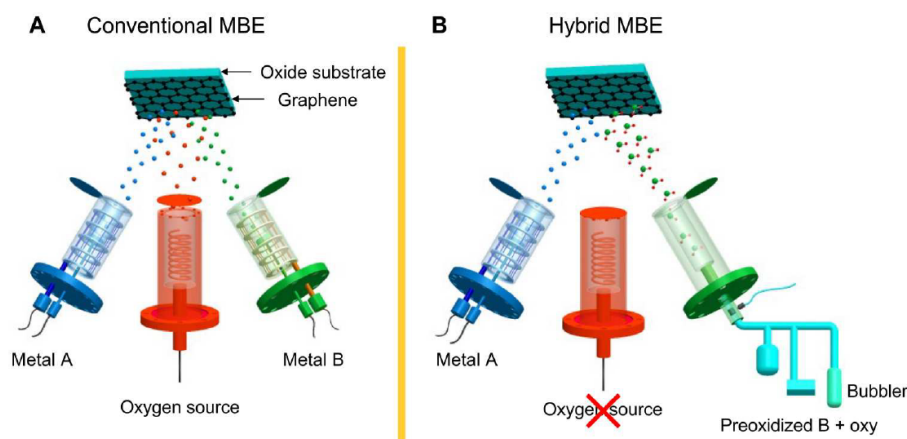 A Conventional MBE
Oxide substrate
Graphene
Metal A
Metal B
Oxygen source
B Hybrid MBE
Metal A
Oxygen source
Bubbler
Preoxidized B + oxy